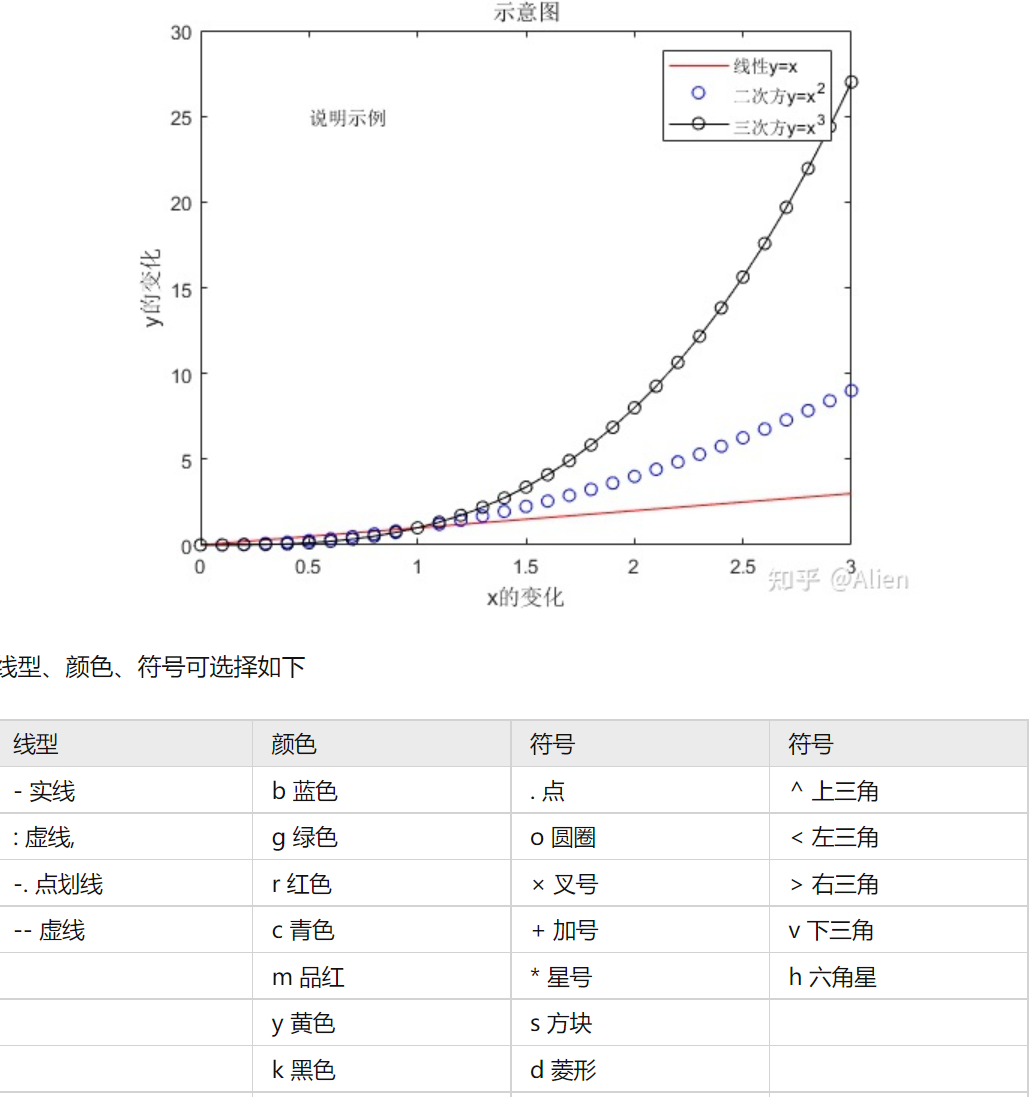 示意图
30
25
20
15
10
5
0
y的变化
说明示例
线性y=x
二次方y=x²
三次方y=x³
0 0.5 1 1.5 2 2.5 3
x的变化
知乎 @Alien
线型、颜色、符号可选择如下
线型 颜色 符号 符号
- 实线 b 蓝色 . 点 ^ 上三角
: 虚线, g 绿色 o 圆圈 < 左三角
-. 点划线 r 红色 × 叉号 > 右三角
-- 虚线 c 青色 + 加号 v 下三角
m 品红 * 星号 h 六角星
y 黄色 s 方块
k 黑色 d 菱形